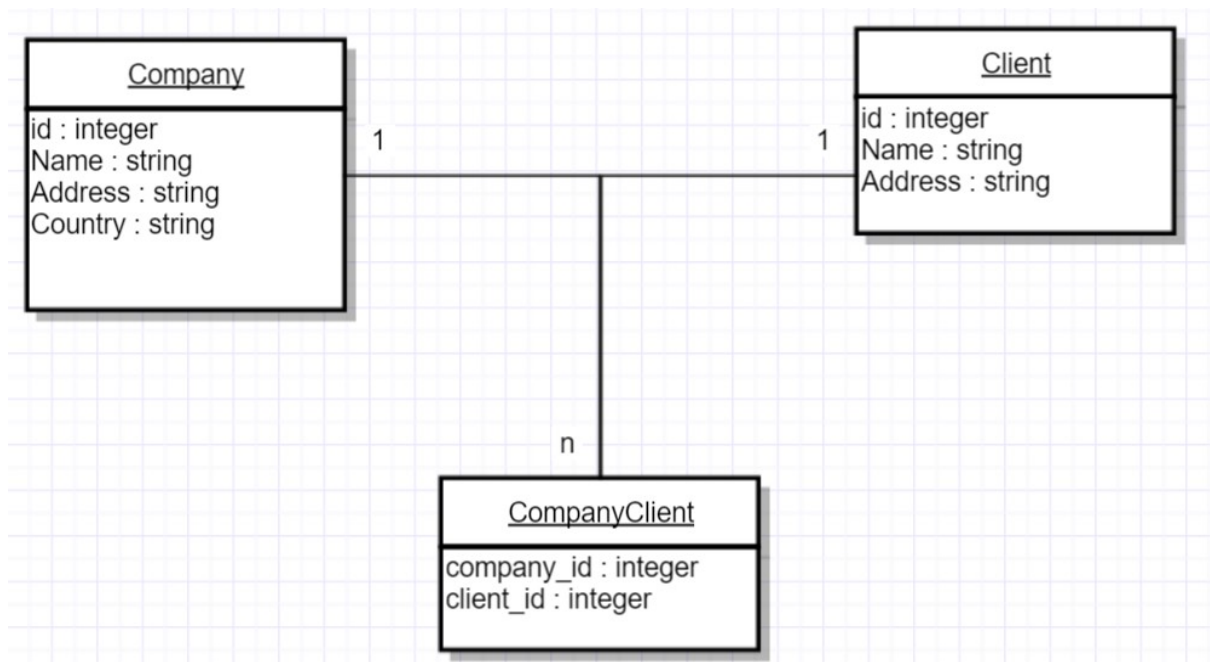 Company
id : integer
Name : string
Address : string
Country : string
1
1
Client
id : integer
Name : string
Address : string
n
CompanyClient
company_id : integer
client_id : integer